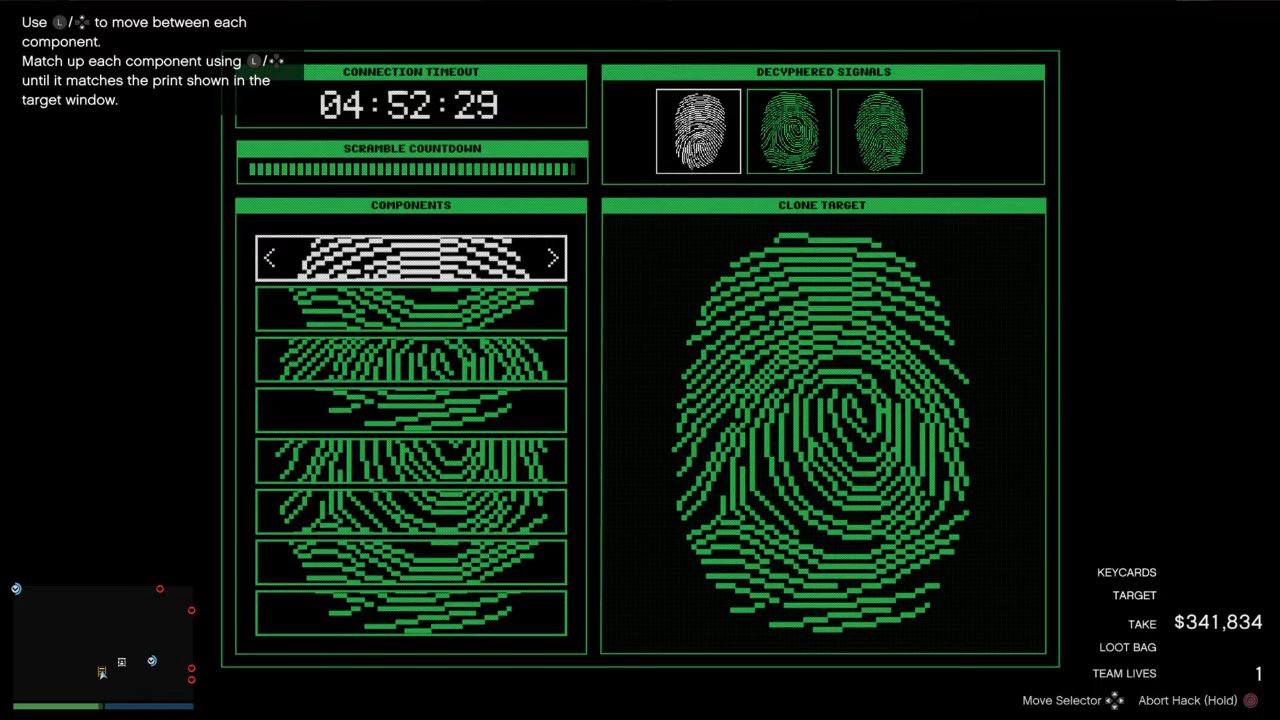 Use L/ to move between each
component.
Match up each component using L/
until it matches the print shown in the
target window.
CONNECTION TIMEOUT
04:52:29
SCRAMBLE COUNTDOWN
DECYPHERED SIGNALS
COMPONENTS
CLONE TARGET
KEYCARDS
TARGET
TAKE $341,834
LOOT BAG
TEAM LIVES 1
Move Selector Abort Hack (Hold)